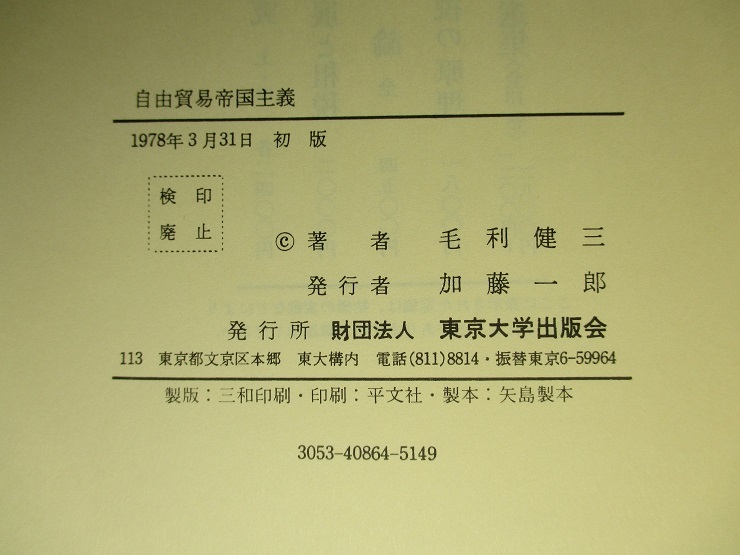 自由貿易帝国主義
1978年3月31日 初版
検印
廃止
©著者 毛利健三
発行者 加藤一郎
発行所 財団法人 東京大学出版会
113 東京都文京区本郷 東大構内 電話(811)8814・振替東京6-59964
製版：三和印刷・印刷：平文社・製本：矢島製本
3053-40864-5149